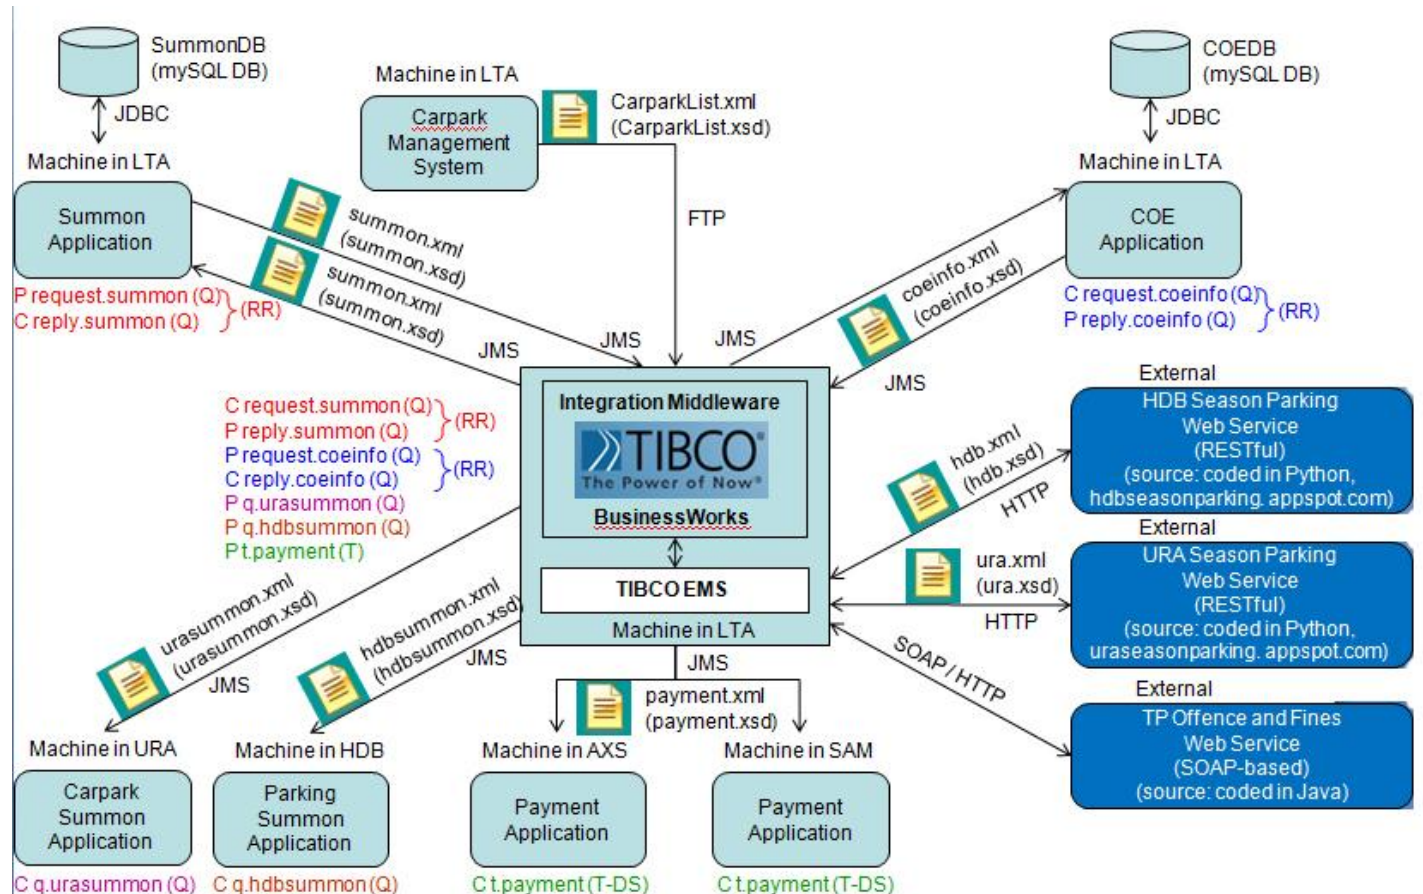 SummonDB
(mySQL DB)
JDBC
Machine in LTA
Summon
Application
P request.summon (Q)
C reply.summon (Q)
(RR)
Machine in LTA
Carpark
Management
System
CarparkList.xml
(CarparkList.xsd)
FTP
COEDB
(mySQL DB)
JDBC
Machine in LTA
COE
Application
C request.coeinfo (Q)
P reply.coeinfo (Q)
(RR)
summon.xml
(summon.xsd)
JMS
summon.xml
(summon.xsd)
JMS
JMS
coeinfo.xml
(coeinfo.xsd)
JMS
C request.summon (Q)
P reply.summon (Q)
(RR)
P request.coeinfo (Q)
C reply.coeinfo (Q)
(RR)
P q.urasummon (Q)
P q.hdbsummon (Q)
P t.payment (T)
Integration Middleware
TIBCO®
The Power of Now®
BusinessWorks
TIBCO EMS
Machine in LTA
hdb.xml
(hdb.xsd)
HTTP
External
HDB Season Parking
Web Service
(RESTful)
(source: coded in Python,
hdbseasonparking. appspot.com)
ura.xml
(ura.xsd)
HTTP
External
URA Season Parking
Web Service
(RESTful)
(source: coded in Python,
uraseasonparking. appspot.com)
SOAP / HTTP
External
TP Offence and Fines
Web Service
(SOAP-based)
(source: coded in Java)
urasummon.xml
(urasummon.xsd)
JMS
hdbsummon.xml
(hdbsummon.xsd)
JMS
JMS
payment.xml
(payment.xsd)
Machine in URA
Carpark
Summon
Application
C q.urasummon (Q)
Machine in HDB
Parking
Summon
Application
C q.hdbsummon (Q)
Machine in AXS
Payment
Application
C t.payment (T-DS)
Machine in SAM
Payment
Application
C t.payment (T-DS)